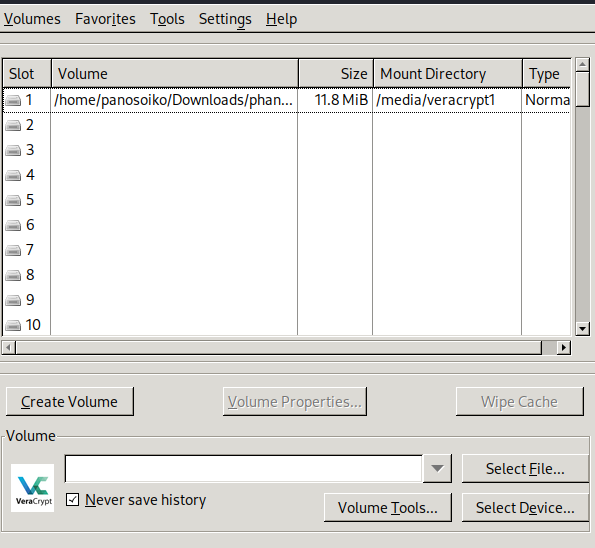 Volumes Favorites Tools Settings Help
Slot Volume Size Mount Directory Type
1 /home/panosoiko/Downloads/phan... 11.8 MiB /media/veracrypt1 Norma
2
3
4
5
6
7
8
9
10
Create Volume Volume Properties... Wipe Cache
Volume
VeraCrypt
Select File...
Never save history
Volume Tools... Select Device...